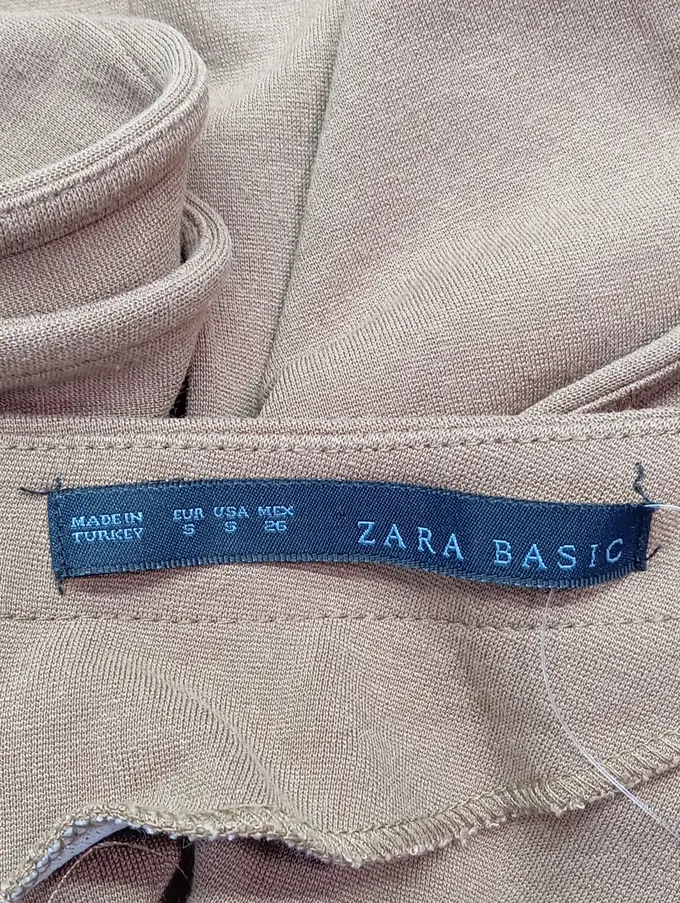 MADE IN
TURKEY
EUR USA MEX
S S 26
ZARA BASIC